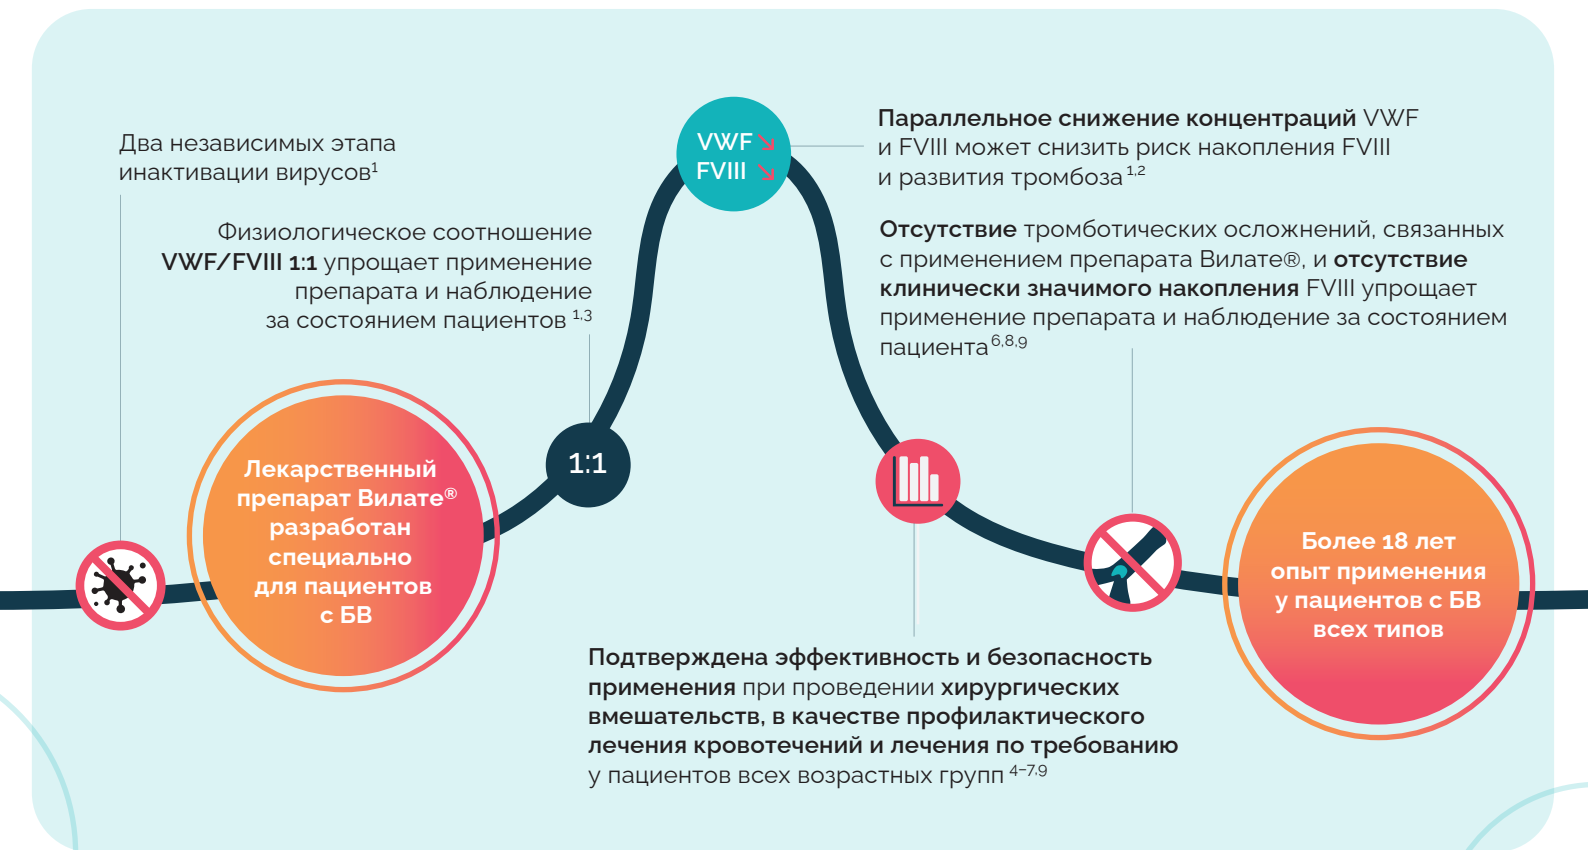 Два независимых этапа
инактивации вирусов¹
Физиологическое соотношение
VWF/FVIII 1:1 упрощает применение
препарата и наблюдение
за состоянием пациентов ¹,³
VWF
FVIII
Параллельное снижение концентраций VWF
и FVIII может снизить риск накопления FVIII
и развития тромбоза ¹,²
Отсутствие тромботических осложнений, связанных
с применением препарата Вилате®, и отсутствие
клинически значимого накопления FVIII упрощает
применение препарата и наблюдение за состоянием
пациента ⁶,⁸,⁹
Лекарственный
препарат Вилате®
разработан
специально
для пациентов
с БВ
1:1
Более 18 лет
опыт применения
у пациентов с БВ
всех типов
Подтверждена эффективность и безопасность
применения при проведении хирургических
вмешательств, в качестве профилактического
лечения кровотечений и лечения по требованию
у пациентов всех возрастных групп ⁴⁻⁷,⁹